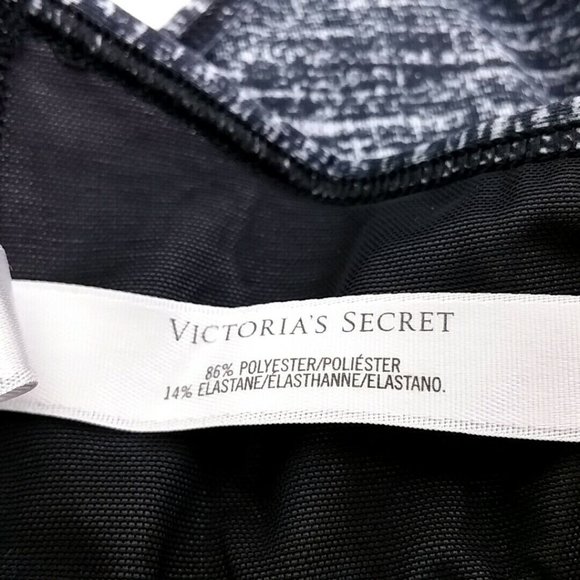 VICTORIA'S SECRET
86% POLYESTER/POLIÉSTER
14% ELASTANE/ÉLASTHANNE/ELASTANO.